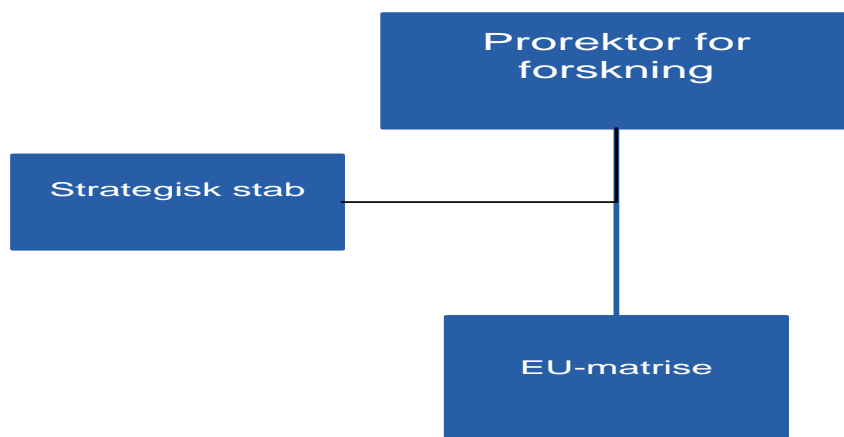 Prorektor for
forskning
Strategisk stab
EU-matrise